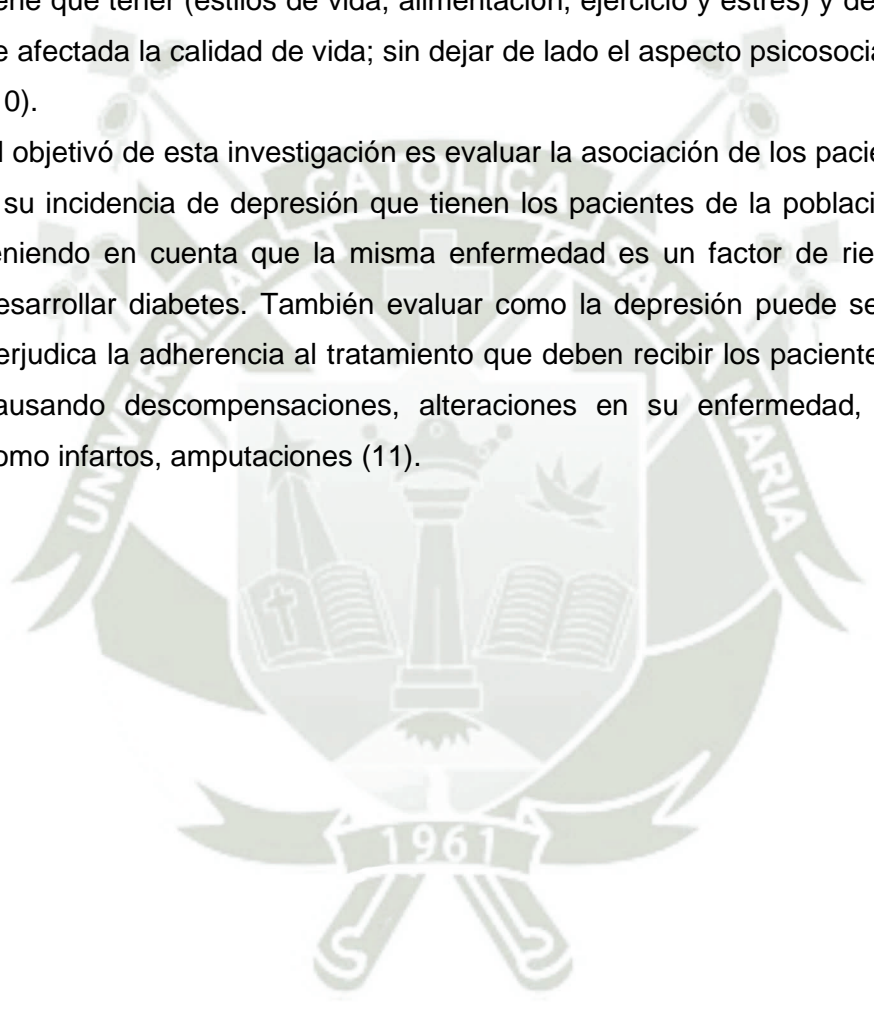 ene que tener (estilos de vida, alimentación, ejercicio y estrés) y de
e afectada la calidad de vida; sin dejar de lado el aspecto psicosocia
0).
l objetivó de esta investigación es evaluar la asociación de los pacie
su incidencia de depresión que tienen los pacientes de la poblaci
eniendo en cuenta que la misma enfermedad es un factor de rie
esarrollar diabetes. También evaluar como la depresión puede se
erjudica la adherencia al tratamiento que deben recibir los paciente
ausando descompensaciones, alteraciones en su enfermedad,
omo infartos, amputaciones (11).
UNIVERSIDAD CATOLICA SANTA MARIA
1961